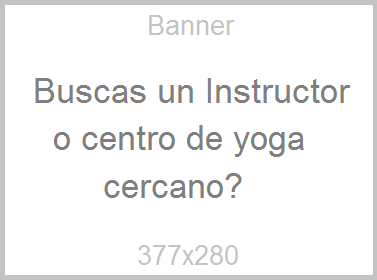 Banner
Buscas un Instructor
o centro de yoga
cercano?
377x280